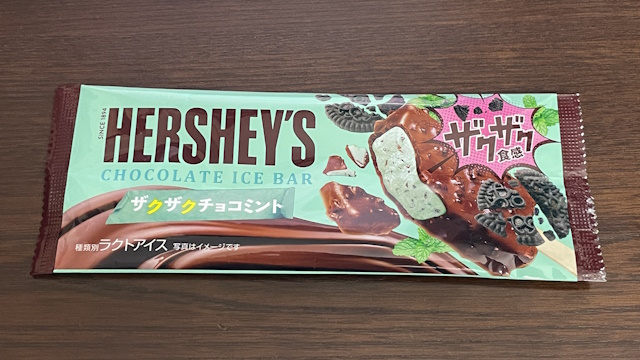 SINCE 1894
HERSHEY'S
CHOCOLATE ICE BAR
ザクザクチョコミント
種類別ラクトアイス 写真はイメージです
ザクザク
食感